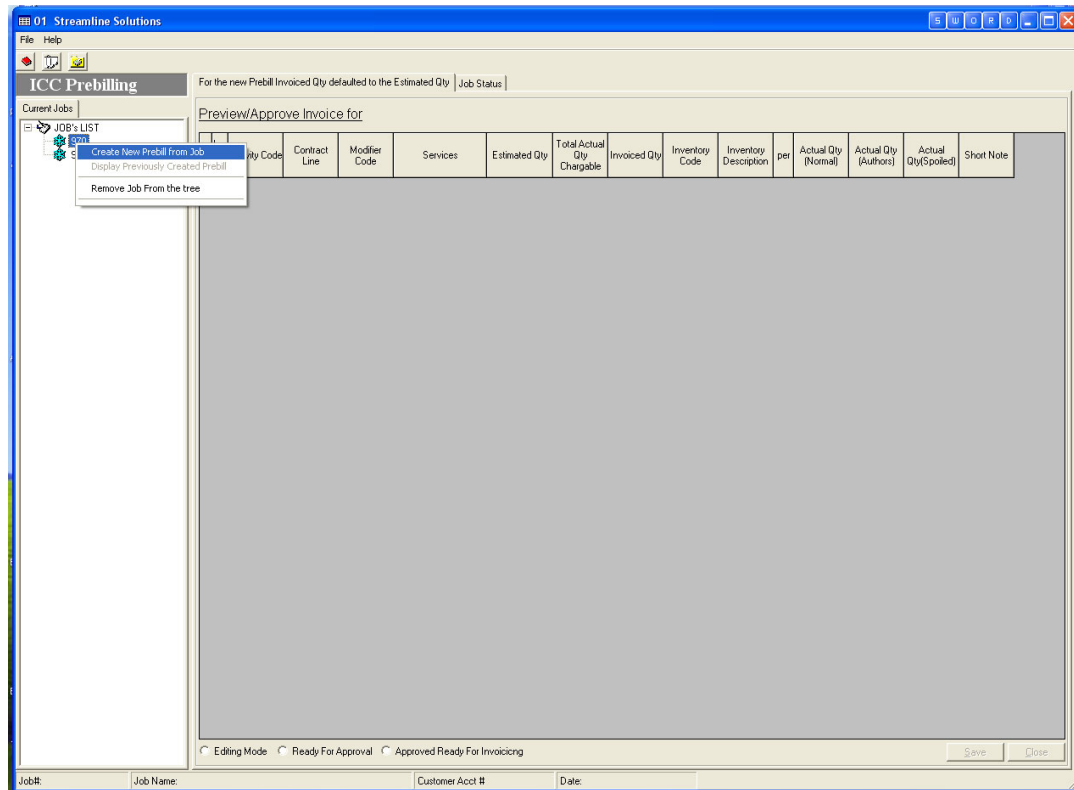 01 Streamline Solutions
S W O R D
File Help
ICC Prebilling
For the new Prebill Invoiced Qty defaulted to the Estimated Qty Job Status
Current Jobs
Preview/Approve Invoice for
JOB's LIST
970
Create New Prebill from Job
Display Previously Created Prebill
Remove Job From the tree
vity Code
Contract Line
Modifier Code
Services
Estimated Qty
Total Actual Qty Chargable
Invoiced Qty
Inventory Code
Inventory Description
per
Actual Qty (Normal)
Actual Qty (Authors)
Actual Qty(Spoiled)
Short Note
Editing Mode Ready For Approval Approved Ready For Invoicicng
Save Close
Job#: Job Name: Customer Acct # Date: